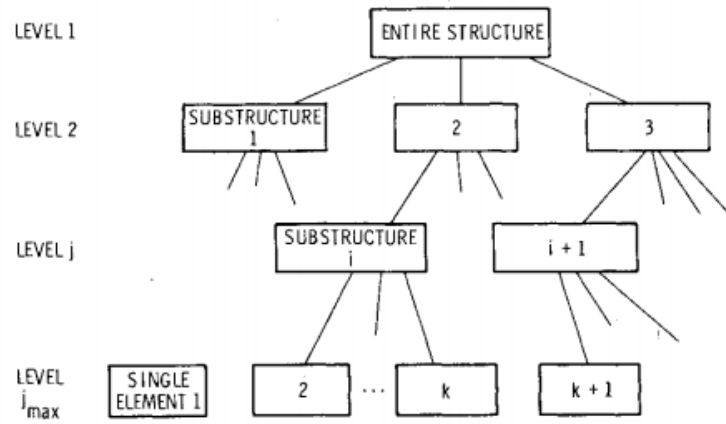 LEVEL 1
ENTIRE STRUCTURE
LEVEL 2
SUBSTRUCTURE
1
2
3
LEVEL j
SUBSTRUCTURE
i
i + 1
LEVEL
jmax
SINGLE
ELEMENT 1
2
...
k
k + 1